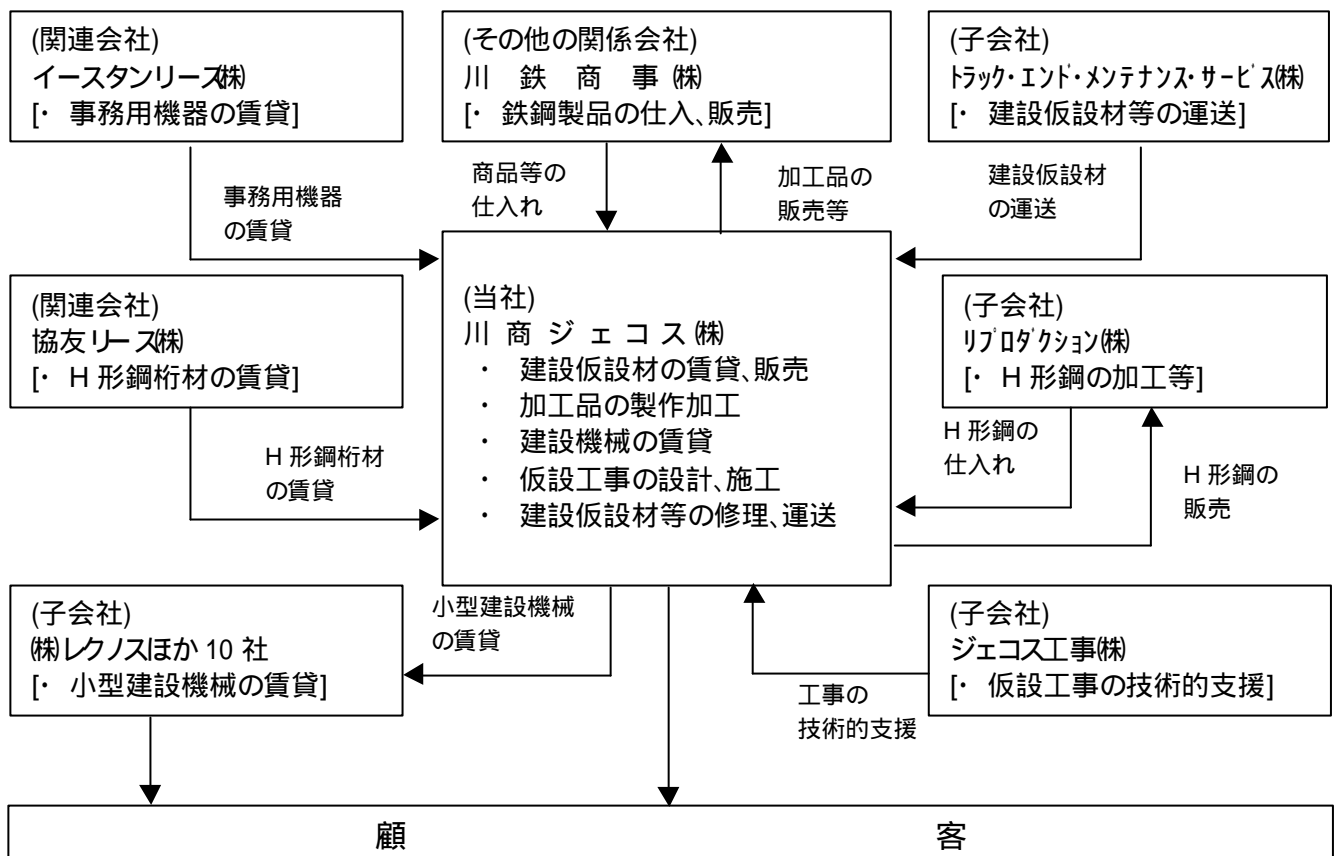 (関連会社)
イースタンリース㈱
[・ 事務用機器の賃貸]
(その他の関係会社)
川 鉄 商 事 ㈱
[・ 鉄鋼製品の仕入、販売]
(子会社)
ﾄﾗｯｸ・ｴﾝﾄﾞ・ﾒﾝﾃﾅﾝｽ・ｻｰﾋﾞｽ㈱
[・ 建設仮設材等の運送]
事務用機器
の賃貸
商品等の
仕入れ
加工品の
販売等
建設仮設材
の運送
(関連会社)
協友リース㈱
[・ H 形鋼桁材の賃貸]
(当社)
川 商 ジ ェ コ ス ㈱
・ 建設仮設材の賃貸、販売
・ 加工品の製作加工
・ 建設機械の賃貸
・ 仮設工事の設計、施工
・ 建設仮設材等の修理、運送
(子会社)
ﾘﾌﾟﾛﾀﾞｸｼｮﾝ㈱
[・ H 形鋼の加工等]
H 形鋼桁材
の賃貸
H 形鋼の
仕入れ
H 形鋼の
販売
(子会社)
㈱レクノスほか 10 社
[・ 小型建設機械の賃貸]
小型建設機械
の賃貸
工事の
技術的支援
(子会社)
ジェコス工事㈱
[・ 仮設工事の技術的支援]
顧 客